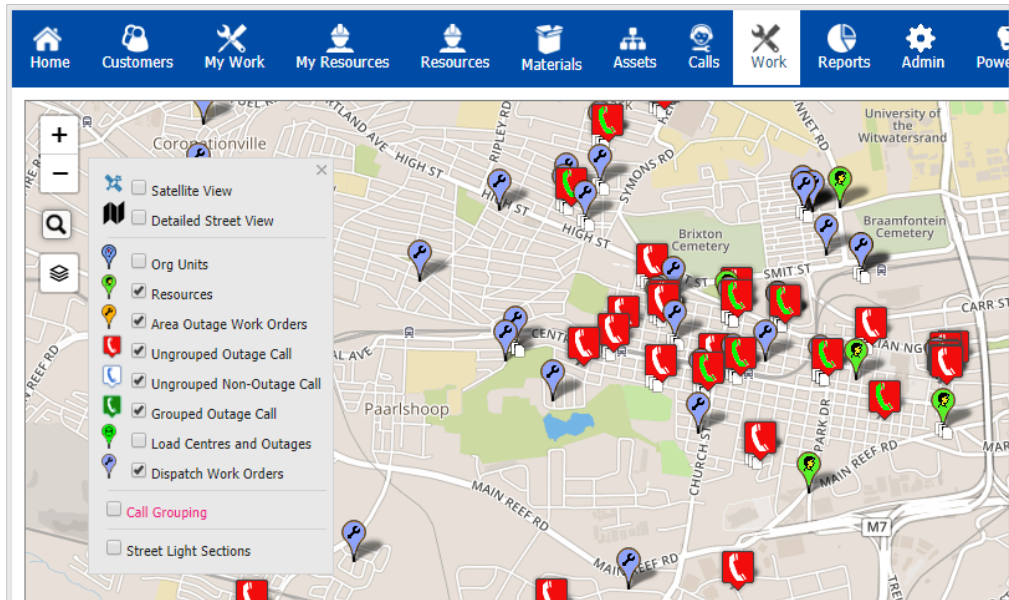 Home
Customers
My Work
My Resources
Resources
Materials
Assets
Calls
Work
Reports
Admin
Powe
+
−
Coronationville
HIGH ST
RIPLEY RD
SYMONS RD
University of
the
Witwatersrand
×
Satellite View
Detailed Street View
Org Units
Resources
Area Outage Work Orders
Ungrouped Outage Call
Ungrouped Non-Outage Call
Grouped Outage Call
Load Centres and Outages
Dispatch Work Orders
Call Grouping
Street Light Sections
HIGH ST
HIGH ST
Brixton
Cemetery
Braamfontein
Cemetery
SMIT ST
CARR ST
Paarlshoop
CHURCH ST
PARK DR
MAIN REEF RD
MAIN REEF RD
M7